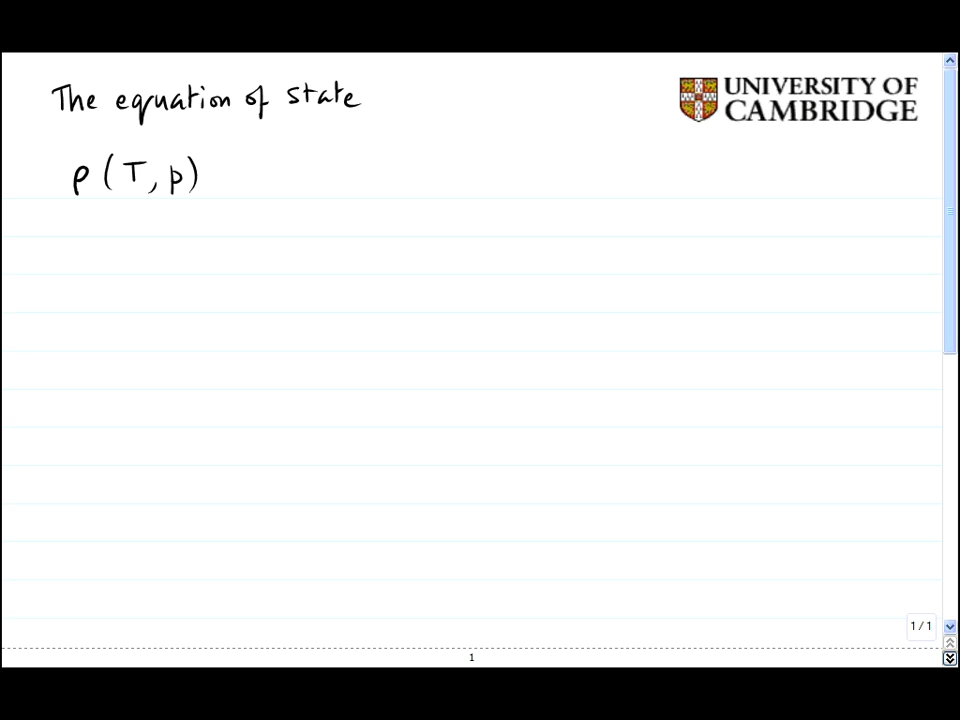 The equation of state
UNIVERSITY OF
CAMBRIDGE
ρ (T, p)
1 / 1
1